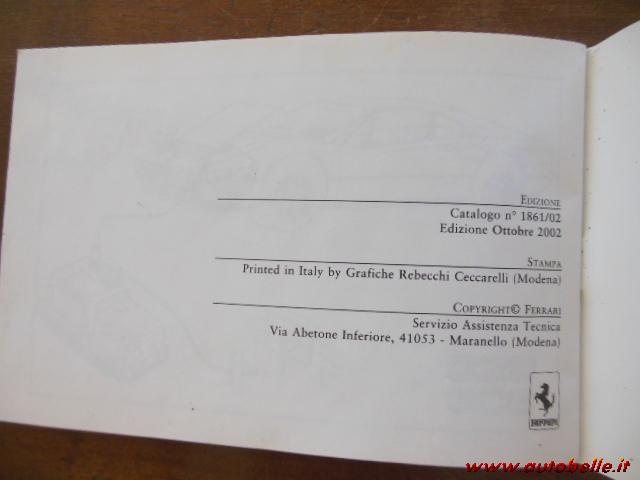 EDIZIONE
Catalogo n° 1861/02
Edizione Ottobre 2002
STAMPA
Printed in Italy by Grafiche Rebecchi Ceccarelli (Modena)
COPYRIGHT© FERRARI
Servizio Assistenza Tecnica
Via Abetone Inferiore, 41053 - Maranello (Modena)
Ferrari
www.autobelle.it